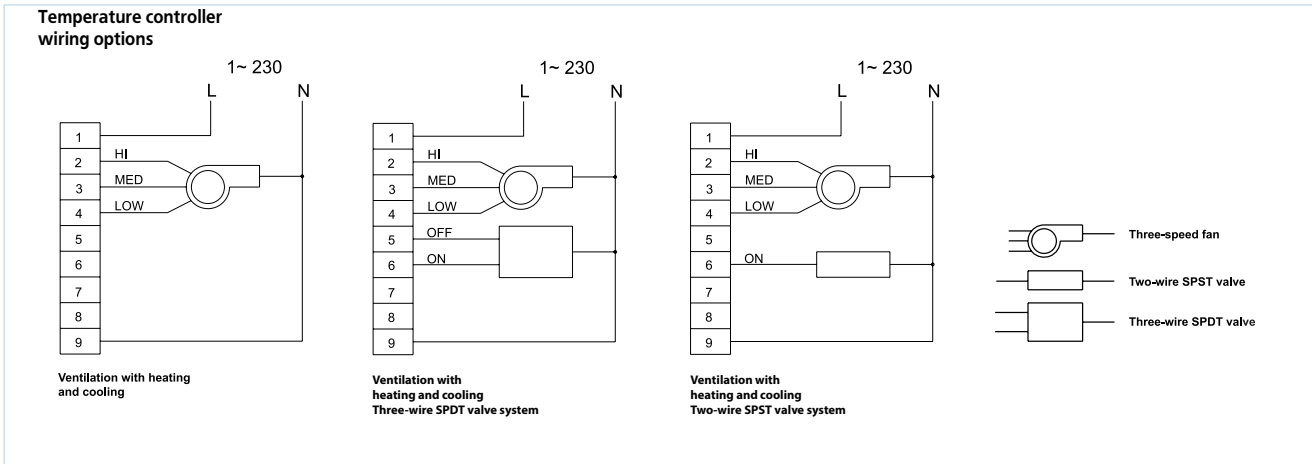 Temperature controller
wiring options
1~ 230
L N
1
2 HI
3 MED
4 LOW
5
6
7
8
9
Ventilation with heating
and cooling
1~ 230
L N
1
2 HI
3 MED
4 LOW
5 OFF
6 ON
7
8
9
Ventilation with
heating and cooling
Three-wire SPDT valve system
1~ 230
L N
1
2 HI
3 MED
4 LOW
5
6 ON
7
8
9
Ventilation with
heating and cooling
Two-wire SPST valve system
Three-speed fan
Two-wire SPST valve
Three-wire SPDT valve